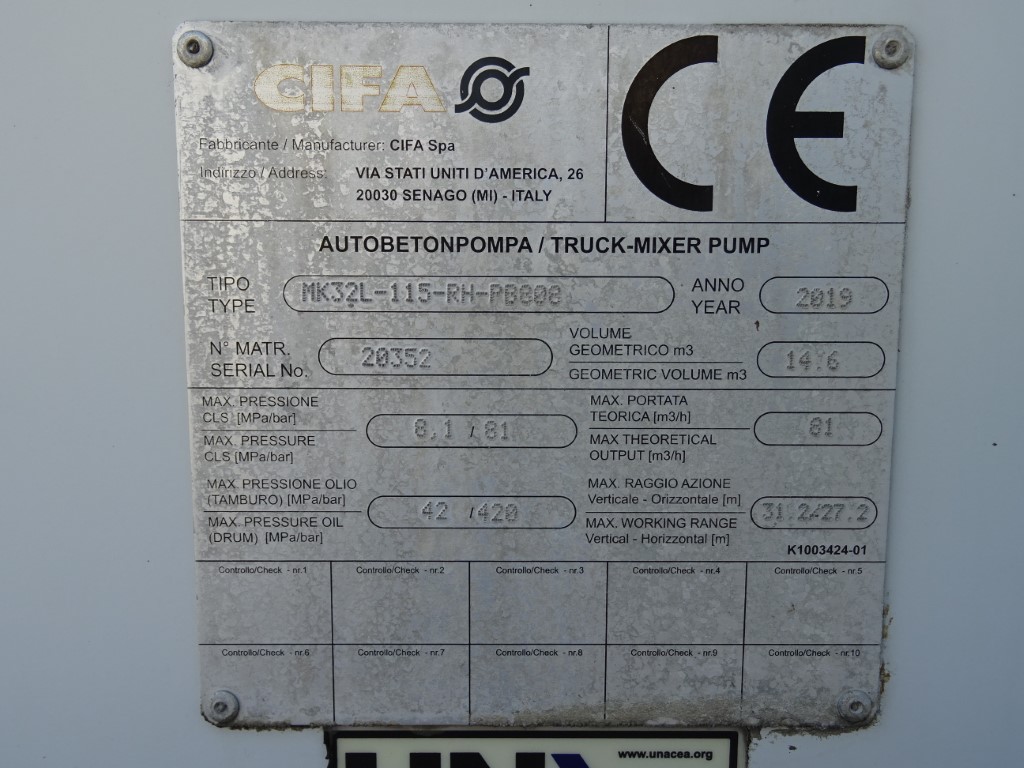 CIFA
CE
Fabbricante / Manufacturer: CIFA Spa
Indirizzo / Address: VIA STATI UNITI D'AMERICA, 26
20030 SENAGO (MI) - ITALY
AUTOBETONPOMPA / TRUCK-MIXER PUMP
TIPO
TYPE
MK32L-115-RH-PB808
ANNO
YEAR
2019
N° MATR.
SERIAL No.
20352
VOLUME
GEOMETRICO m3
GEOMETRIC VOLUME m3
14.6
MAX. PRESSIONE
CLS [MPa/bar]
MAX. PRESSURE
CLS [MPa/bar]
8,1 / 81
MAX. PORTATA
TEORICA [m3/h]
MAX THEORETICAL
OUTPUT [m3/h]
81
MAX. PRESSIONE OLIO
(TAMBURO) [MPa/bar]
MAX. PRESSURE OIL
(DRUM) [MPa/bar]
42 /420
MAX. RAGGIO AZIONE
Verticale - Orizzontale [m]
MAX. WORKING RANGE
Vertical - Horizzontal [m]
31.2/27.2
K1003424-01
Controllo/Check - nr.1 Controllo/Check - nr.2 Controllo/Check - nr.3 Controllo/Check - nr.4 Controllo/Check - nr.5
Controllo/Check - nr.6 Controllo/Check - nr.7 Controllo/Check - nr.8 Controllo/Check - nr.9 Controllo/Check - nr.10
www.unacea.org